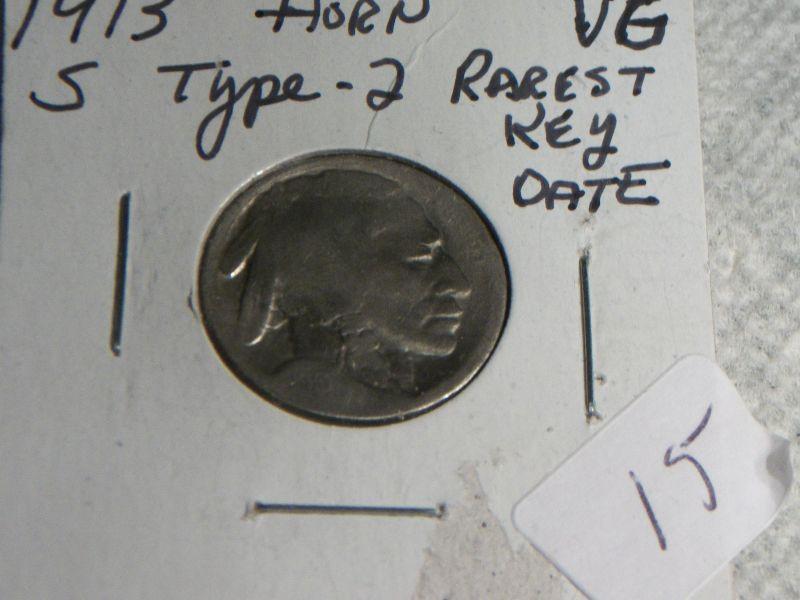 1913 HORN VG
S Type-2 RAREST
KEY
DATE
15